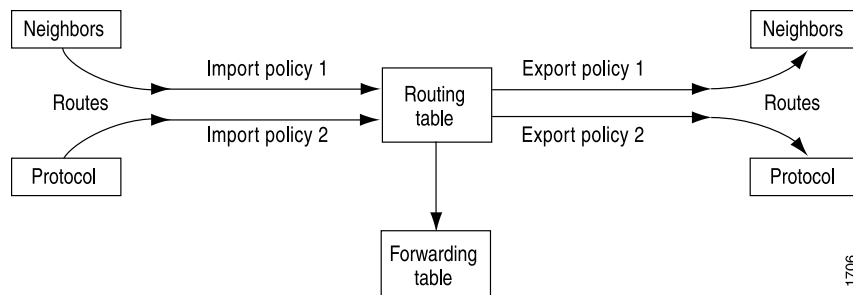 Neighbors
Neighbors
Import policy 1
Export policy 1
Routes
Routing
table
Routes
Import policy 2
Export policy 2
Protocol
Protocol
Forwarding
table
1706